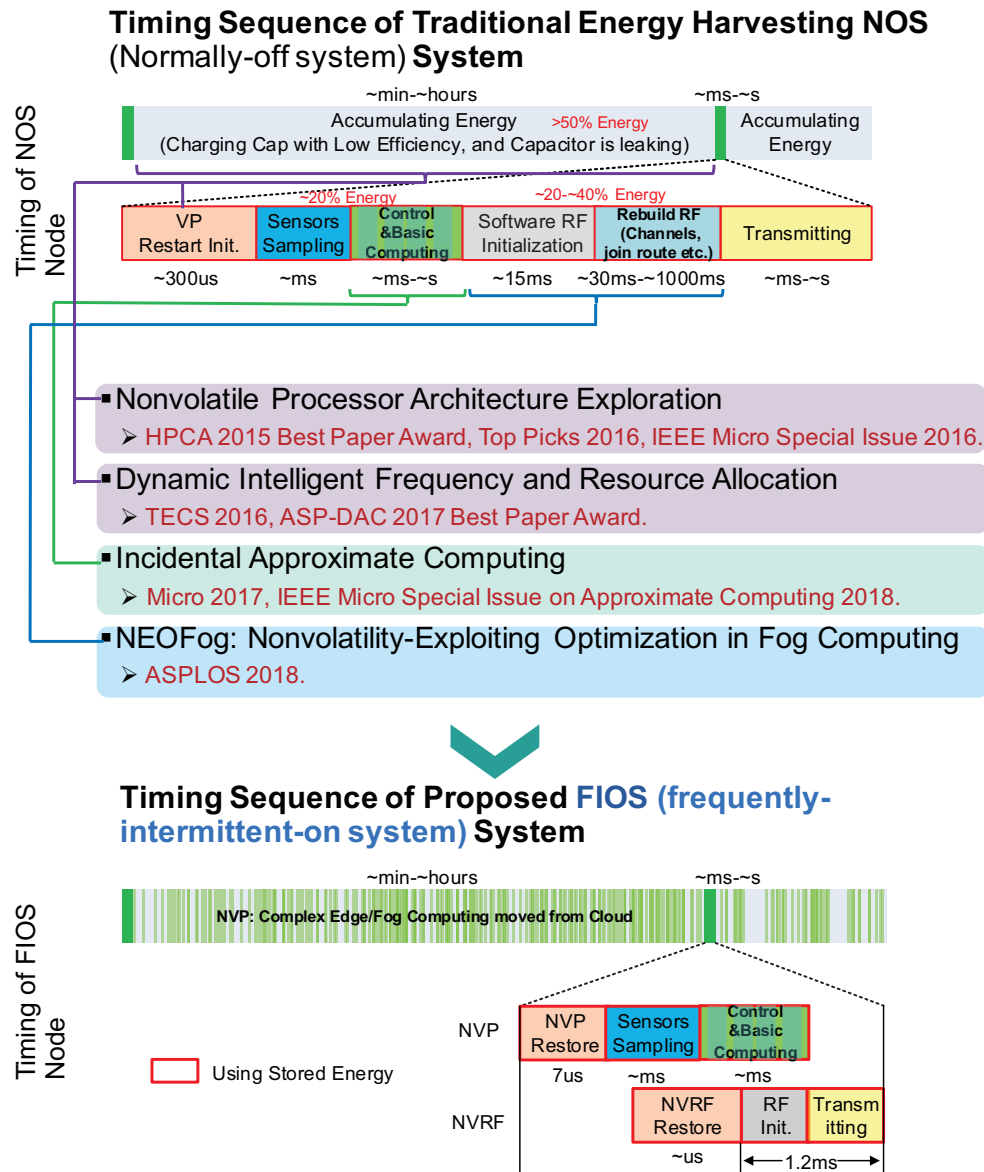 Timing Sequence of Traditional Energy Harvesting NOS
(Normally-off system) System
Timing of NOS
Node
~min-~hours
~ms-~s
Accumulating Energy >50% Energy
(Charging Cap with Low Efficiency, and Capacitor is leaking)
Accumulating
Energy
~20% Energy
~20-~40% Energy
VP
Restart Init.
Sensors
Sampling
Control
&Basic
Computing
Software RF
Initialization
Rebuild RF
(Channels,
join route etc.)
Transmitting
~300us
~ms
~ms-~s
~15ms
~30ms-~1000ms
~ms-~s
▪ Nonvolatile Processor Architecture Exploration
➢ HPCA 2015 Best Paper Award, Top Picks 2016, IEEE Micro Special Issue 2016.
▪ Dynamic Intelligent Frequency and Resource Allocation
➢ TECS 2016, ASP-DAC 2017 Best Paper Award.
▪ Incidental Approximate Computing
➢ Micro 2017, IEEE Micro Special Issue on Approximate Computing 2018.
▪ NEOFog: Nonvolatility-Exploiting Optimization in Fog Computing
➢ ASPLOS 2018.
Timing Sequence of Proposed FIOS (frequently-
intermittent-on system) System
Timing of FIOS
Node
~min-~hours
~ms-~s
NVP: Complex Edge/Fog Computing moved from Cloud
NVP
NVP
Restore
Sensors
Sampling
Control
&Basic
Computing
7us
~ms
~ms
Using Stored Energy
NVRF
NVRF
Restore
RF
Init.
Transm
itting
~us
1.2ms